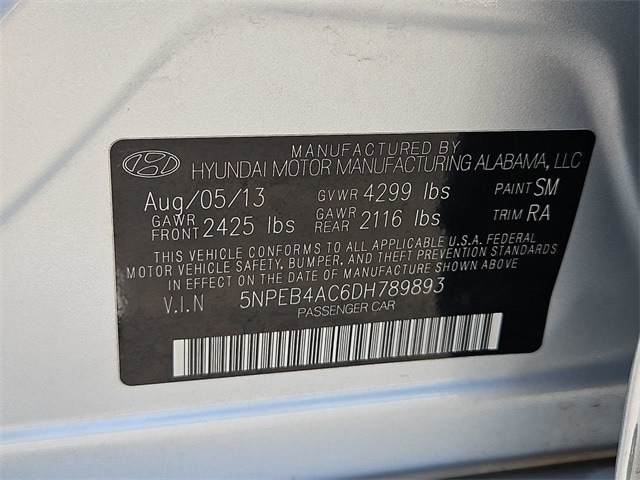 MANUFACTURED BY
HYUNDAI MOTOR MANUFACTURING ALABAMA, LLC
Aug/05/13 GVWR 4299 lbs PAINT SM
GAWR FRONT 2425 lbs GAWR REAR 2116 lbs TRIM RA
THIS VEHICLE CONFORMS TO ALL APPLICABLE U.S.A. FEDERAL
MOTOR VEHICLE SAFETY, BUMPER, AND THEFT PREVENTION STANDARDS
IN EFFECT ON THE DATE OF MANUFACTURE SHOWN ABOVE.
V.I.N 5NPEB4AC6DH789893
PASSENGER CAR